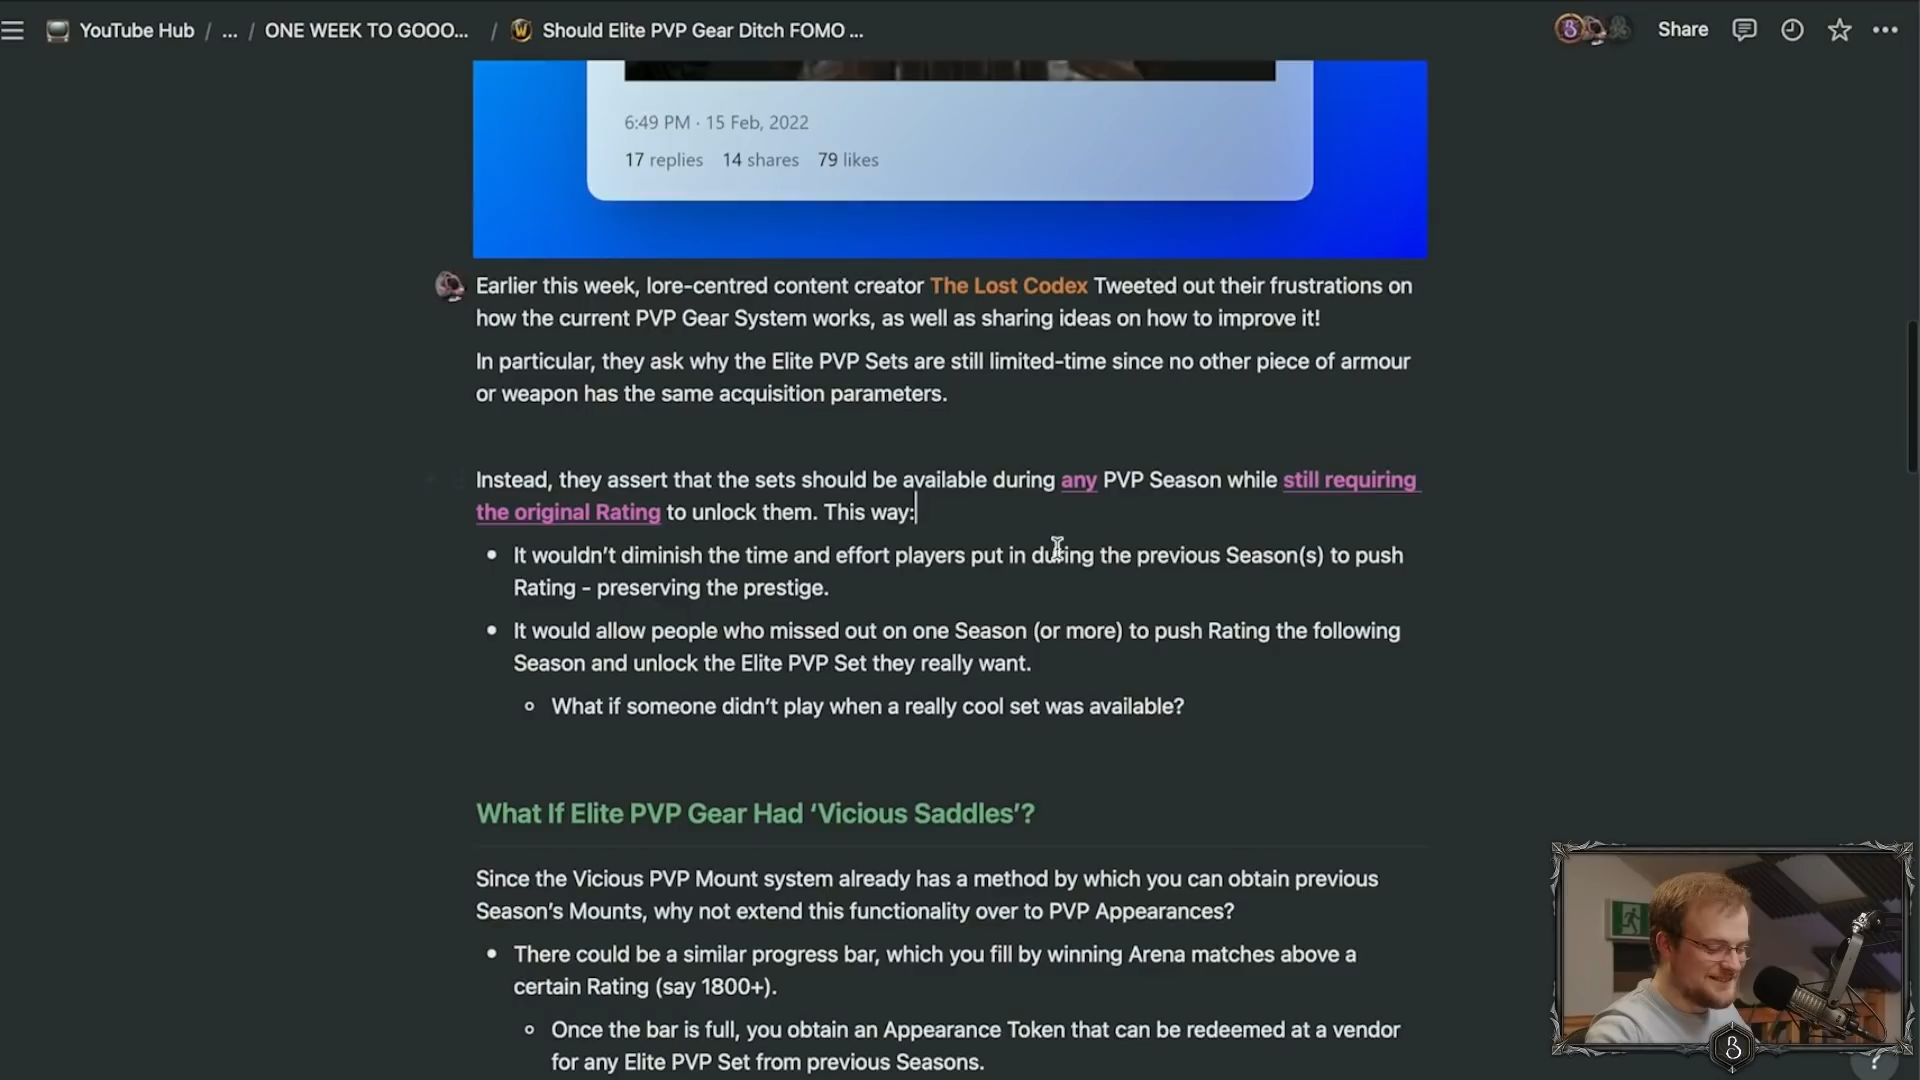 YouTube Hub / ... / ONE WEEK TO GOOO... / Should Elite PVP Gear Ditch FOMO ...
Share
6:49 PM · 15 Feb, 2022
17 replies 14 shares 79 likes
Earlier this week, lore-centred content creator The Lost Codex Tweeted out their frustrations on
how the current PVP Gear System works, as well as sharing ideas on how to improve it!
In particular, they ask why the Elite PVP Sets are still limited-time since no other piece of armour
or weapon has the same acquisition parameters.
Instead, they assert that the sets should be available during any PVP Season while still requiring
the original Rating to unlock them. This way:
• It wouldn’t diminish the time and effort players put in during the previous Season(s) to push
Rating - preserving the prestige.
• It would allow people who missed out on one Season (or more) to push Rating the following
Season and unlock the Elite PVP Set they really want.
◦ What if someone didn’t play when a really cool set was available?
What If Elite PVP Gear Had ‘Vicious Saddles’?
Since the Vicious PVP Mount system already has a method by which you can obtain previous
Season’s Mounts, why not extend this functionality over to PVP Appearances?
• There could be a similar progress bar, which you fill by winning Arena matches above a
certain Rating (say 1800+).
◦ Once the bar is full, you obtain an Appearance Token that can be redeemed at a vendor
for any Elite PVP Set from previous Seasons.
B
?